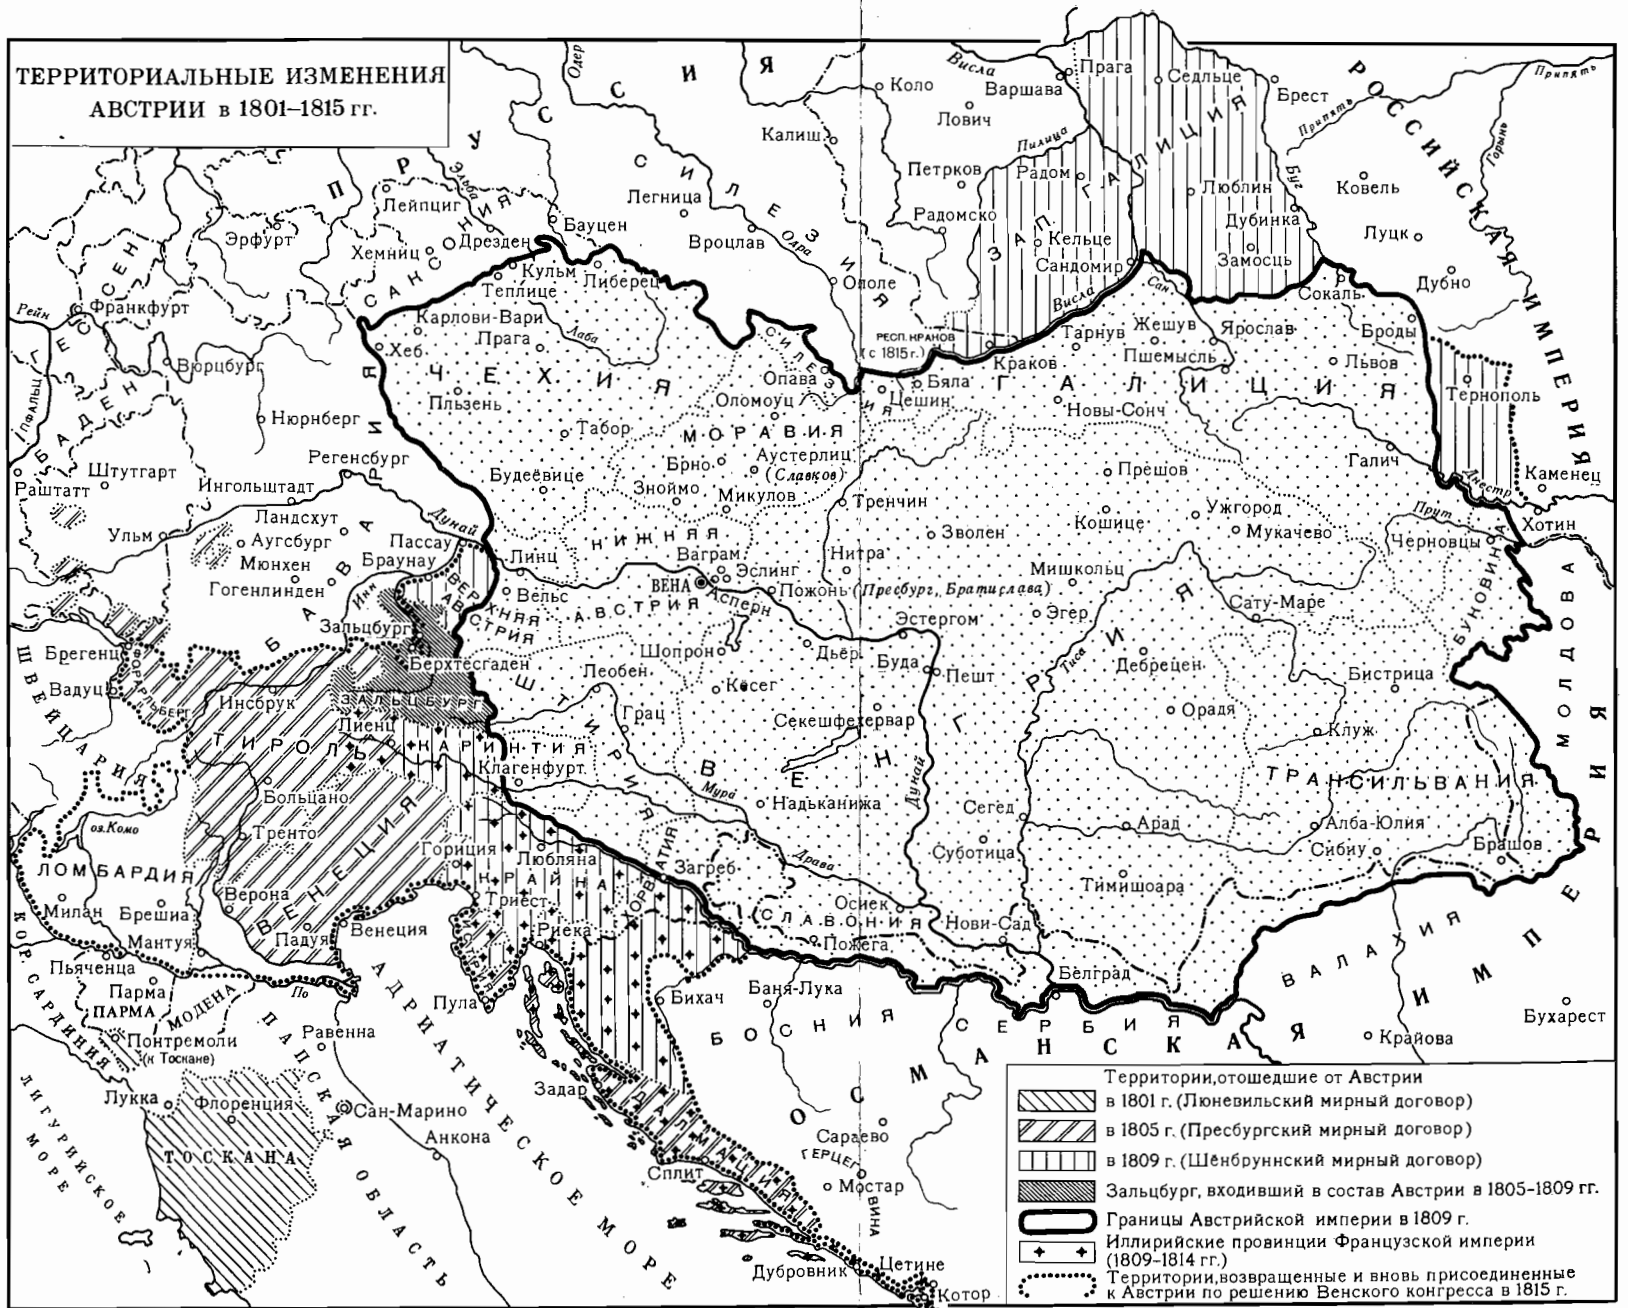 ТЕРРИТОРИАЛЬНЫЕ ИЗМЕНЕНИЯ
АВСТРИИ в 1801–1815 гг.
ПРУССИЯ
РОССИЙСКАЯ ИМПЕРИЯ
Одер
Висла
Прага
Варшава
Седльце
Брест
Припять
Припять
Горынь
Коло
Лович
Калиш
Пилица
Эльба
СИЛЕЗИЯ
Петрков
Радом
ЗАП. ГАЛИЦИЯ
Люблин
Буг
Ковель
Лейпциг
Легница
Радомско
Дубинка
Бауцен
Эрфурт
Хемниц
Дрезден
САКСОНИЯ
Вроцлав
Одра
Кельце
Сандомир
Замосць
Луцк
ГЕССЕН
Кульм
Теплице
Либерец
Ополе
Висла
Сан
Сокаль
Дубно
Рейн
Франкфурт
Карлови-Вари
Прага
Лаба
РЕСП. КРАКОВ
(с 1815 г.)
Тарнув
Жешув
Ярослав
Броды
Хеб
Вюрцбург
ЧЕХИЯ
СИЛЕЗИЯ
Опава
Краков
Пшемысль
Львов
Пфальц
БАДЕН
Пльзень
Оломоуц
Цешин
Бяла
ГАЛИЦИЯ
Тернополь
Нюрнберг
Табор
МОРАВИЯ
Новы-Сонч
Регенсбург
Брно
Аустерлиц
(Славков)
Галич
Штутгарт
Раштатт
Ингольштадт
Будеёвице
Зноймо
Микулов
Тренчин
Прешов
Днестр
Каменец
Ландсхут
Дунай
Ужгород
Прут
Хотин
Ульм
Аугсбург
Пассау
НИЖНЯЯ
АВСТРИЯ
Зволен
Кошице
Мукачево
Черновцы
Мюнхен
Браунау
Линц
Ваграм
Нитра
БУКОВИНА
Гогенлинден
БАВАРИЯ
Инн
ВЕРХНЯЯ
АВСТРИЯ
Вельс
ВЕНА
Эслинг
Асперн
Пожонь (Пресбург, Братислава)
Мишкольц
Сату-Маре
МОЛДОВА
Зальцбург
Эстергом
Эгер
Брегенц
ФОРАРЛЬБЕРГ
Берхтесгаден
Леобен
Шопрон
Дьёр
Буда
Пешт
Тиса
Дебрецен
Бистрица
ШВЕЙЦАРИЯ
Вадуц
Инсбрук
ЗАЛЬЦБУРГ
ШТИРИЯ
Кёсег
Лиенц
Грац
Секешфехервар
ВЕНГРИЯ
Орадя
Клуж
ТИРОЛЬ
КАРИНТИЯ
Клагенфурт
ТРАНСИЛЬВАНИЯ
Больцано
Мура
Надьканижа
Дунай
Сегед
Арад
Алба-Юлия
оз. Комо
Тренто
Гориция
Любляна
ХОРВАТИЯ
Загреб
Драва
Суботица
Сибиу
Брашов
ЛОМБАРДИЯ
ВЕНЕЦИЯ
КРАЙНА
Тимишоара
Милан
Брешиа
Верона
Триест
Осиек
СЛАВОНИЯ
Нови-Сад
Мантуя
Падуя
Венеция
ИСТРИЯ
Риека
Пожега
Белград
ВАЛАХИЯ
КОР. САРДИНИЯ
Пьяченца
Парма
ПАРМА
МОДЕНА
По
Пула
Бихач
Баня-Лука
БОСНИЯ
СЕРБИЯ
ОСМАНСКАЯ ИМПЕРИЯ
Бухарест
Крайова
Понтремоли
(к Тоскане)
Равенна
АДРИАТИЧЕСКОЕ МОРЕ
Лукка
Флоренция
Сан-Марино
Задар
ДАЛМАЦИЯ
ЛИГУРИЙСКОЕ
МОРЕ
ТОСКАНА
Анкона
ПАПСКАЯ ОБЛАСТЬ
Сараево
ГЕРЦЕГОВИНА
Сплит
Мостар
Дубровник
Цетине
Котор
Территории, отошедшие от Австрии
в 1801 г. (Люневильский мирный договор)
в 1805 г. (Пресбургский мирный договор)
в 1809 г. (Шёнбруннский мирный договор)
Зальцбург, входивший в состав Австрии в 1805-1809 гг.
Границы Австрийской империи в 1809 г.
Иллирийские провинции Французской империи
(1809-1814 гг.)
Территории, возвращенные и вновь присоединенные
к Австрии по решению Венского конгресса в 1815 г.